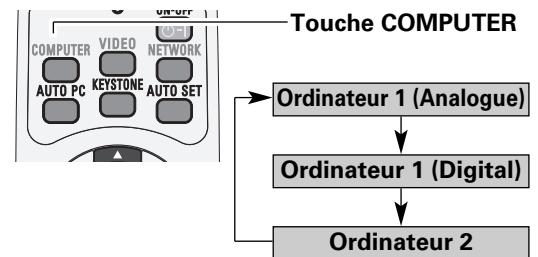 ON-OFF
Touche COMPUTER
COMPUTER VIDEO NETWORK
AUTO PC KEYSTONE AUTO SET
Ordinateur 1 (Analogue)
Ordinateur 1 (Digital)
Ordinateur 2